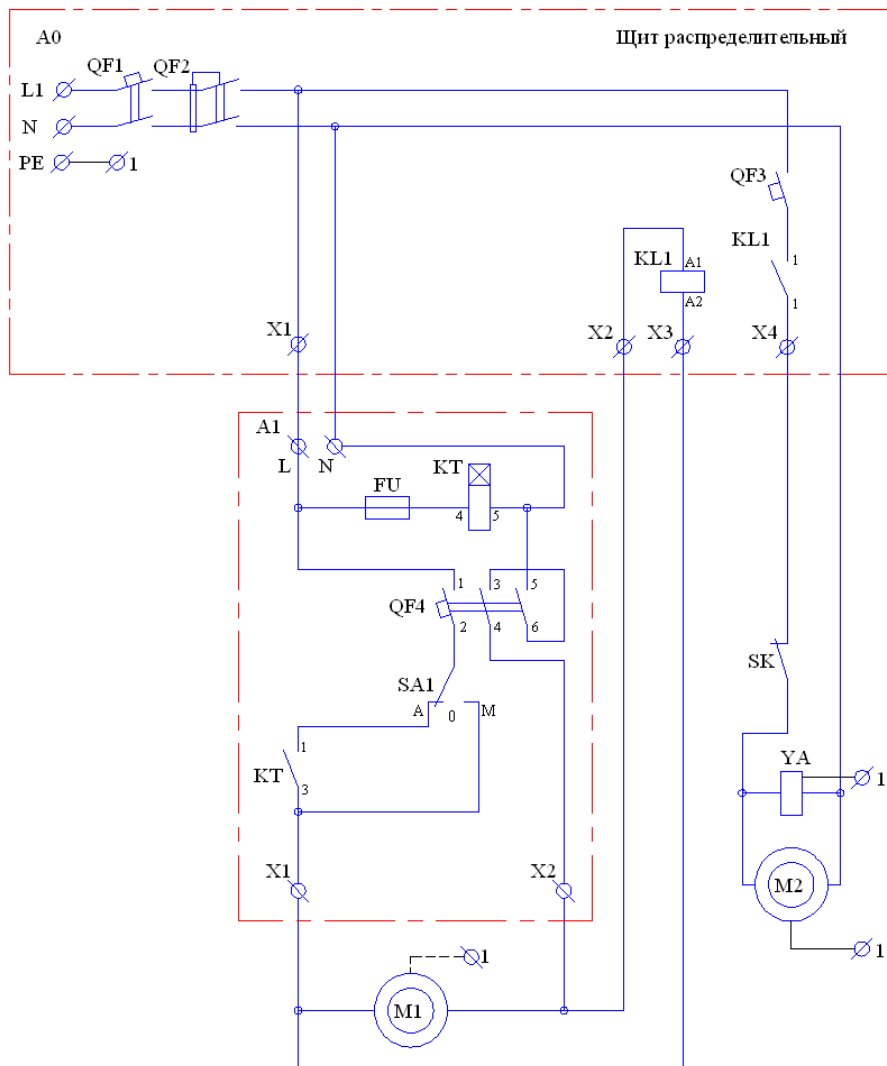 A0 Щит распределительный
QF1 QF2
L1
N
PE 1
QF3
KL1 A1 KL1 1
A2 1
X1 X2 X3 X4
A1
L N KT
FU
4 5
1 3 5
QF4
2 4 6
SK
SA1
A 0 M
1 YA
KT 1
3
X1 X2 M2
1 1
M1